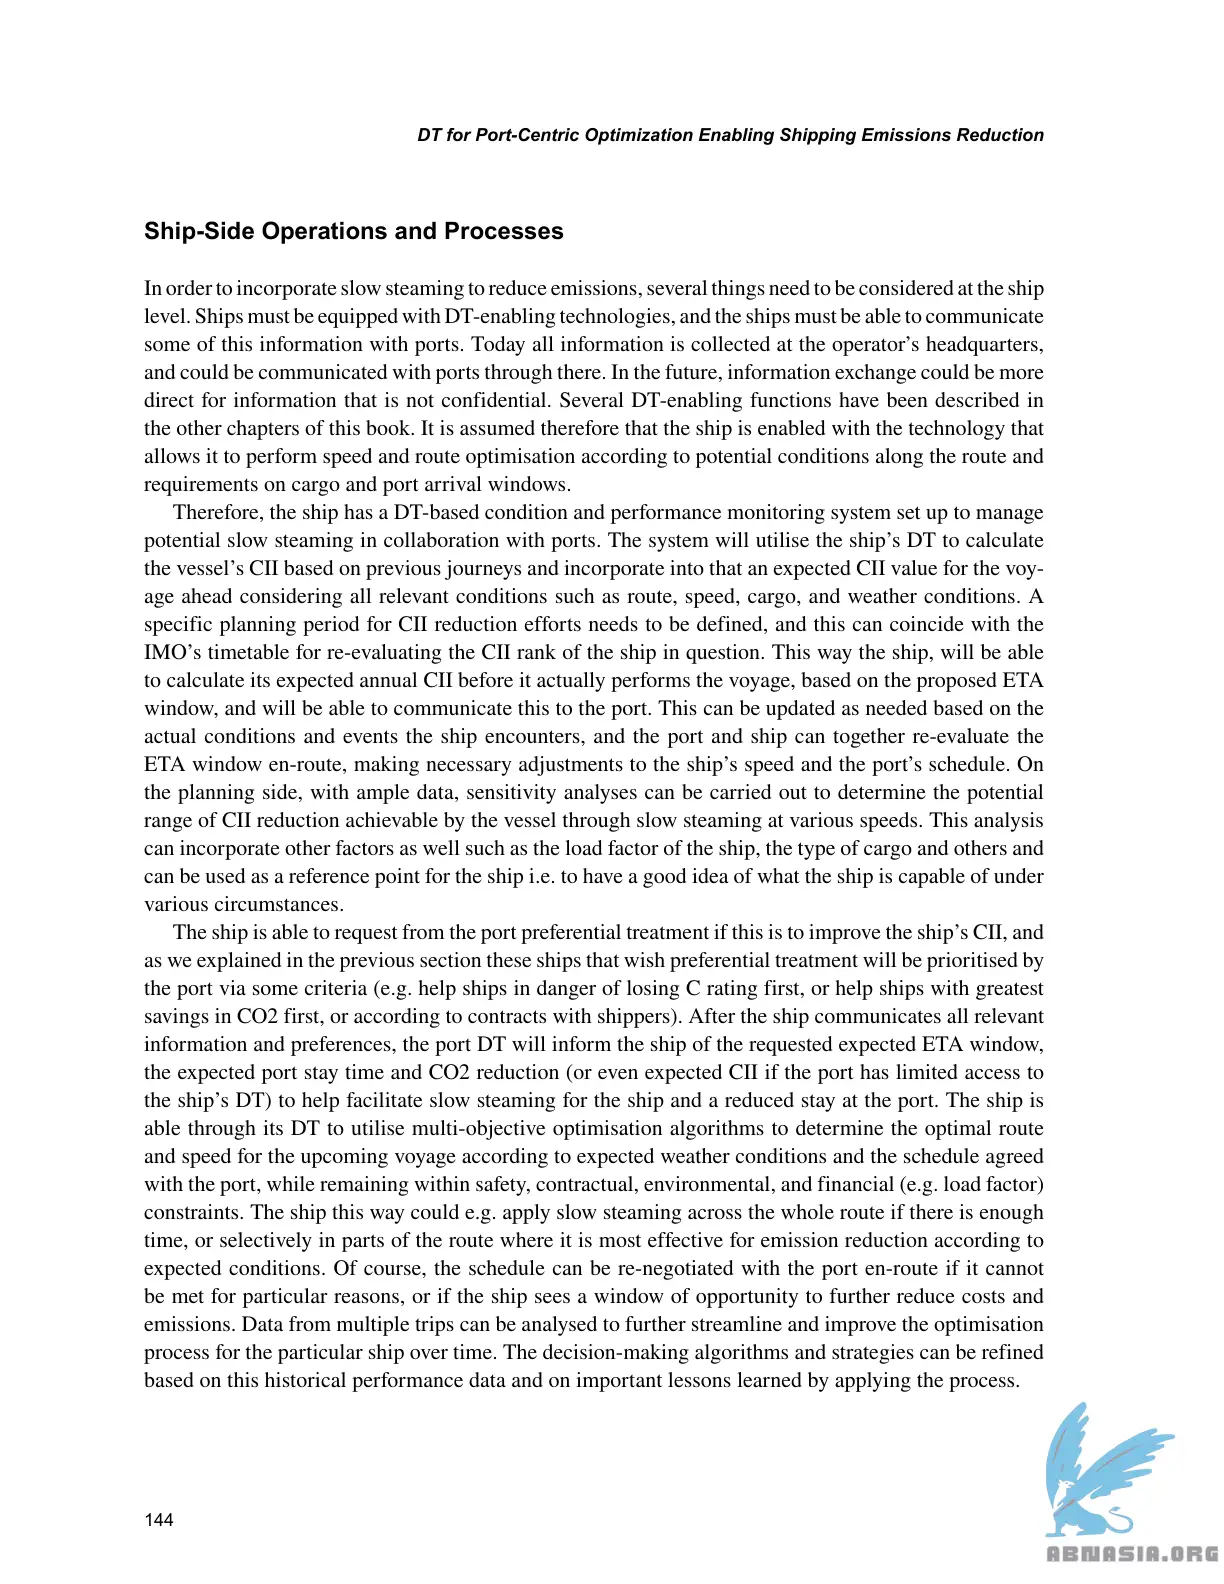 DT for Port-Centric Optimization Enabling Shipping Emissions Reduction
Ship-Side Operations and Processes
In order to incorporate slow steaming to reduce emissions, several things need to be considered at the ship
level. Ships must be equipped with DT-enabling technologies, and the ships must be able to communicate
some of this information with ports. Today all information is collected at the operator's headquarters,
and could be communicated with ports through there. In the future, information exchange could be more
direct for information that is not confidential. Several DT-enabling functions have been described in
the other chapters of this book. It is assumed therefore that the ship is enabled with the technology that
allows it to perform speed and route optimisation according to potential conditions along the route and
requirements on cargo and port arrival windows.
Therefore, the ship has a DT-based condition and performance monitoring system set up to manage
potential slow steaming in collaboration with ports. The system will utilise the ship's DT to calculate
the vessel's CII based on previous journeys and incorporate into that an expected CII value for the voy-
age ahead considering all relevant conditions such as route, speed, cargo, and weather conditions. A
specific planning period for CII reduction efforts needs to be defined, and this can coincide with the
IMO's timetable for re-evaluating the CII rank of the ship in question. This way the ship, will be able
to calculate its expected annual CII before it actually performs the voyage, based on the proposed ETA
window, and will be able to communicate this to the port. This can be updated as needed based on the
actual conditions and events the ship encounters, and the port and ship can together re-evaluate the
ETA window en-route, making necessary adjustments to the ship's speed and the port's schedule. On
the planning side, with ample data, sensitivity analyses can be carried out to determine the potential
range of CII reduction achievable by the vessel through slow steaming at various speeds. This analysis
can incorporate other factors as well such as the load factor of the ship, the type of cargo and others and
can be used as a reference point for the ship i.e. to have a good idea of what the ship is capable of under
various circumstances.
The ship is able to request from the port preferential treatment if this is to improve the ship's CII, and
as we explained in the previous section these ships that wish preferential treatment will be prioritised by
the port via some criteria (e.g. help ships in danger of losing C rating first, or help ships with greatest
savings in CO2 first, or according to contracts with shippers). After the ship communicates all relevant
information and preferences, the port DT will inform the ship of the requested expected ETA window,
the expected port stay time and CO2 reduction (or even expected CII if the port has limited access to
the ship's DT) to help facilitate slow steaming for the ship and a reduced stay at the port. The ship is
able through its DT to utilise multi-objective optimisation algorithms to determine the optimal route
and speed for the upcoming voyage according to expected weather conditions and the schedule agreed
with the port, while remaining within safety, contractual, environmental, and financial (e.g. load factor)
constraints. The ship this way could e.g. apply slow steaming across the whole route if there is enough
time, or selectively in parts of the route where it is most effective for emission reduction according to
expected conditions. Of course, the schedule can be re-negotiated with the port en-route if it cannot
be met for particular reasons, or if the ship sees a window of opportunity to further reduce costs and
emissions. Data from multiple trips can be analysed to further streamline and improve the optimisation
process for the particular ship over time. The decision-making algorithms and strategies can be refined
based on this historical performance data and on important lessons learned by applying the process.
144
ABNASIA.ORG